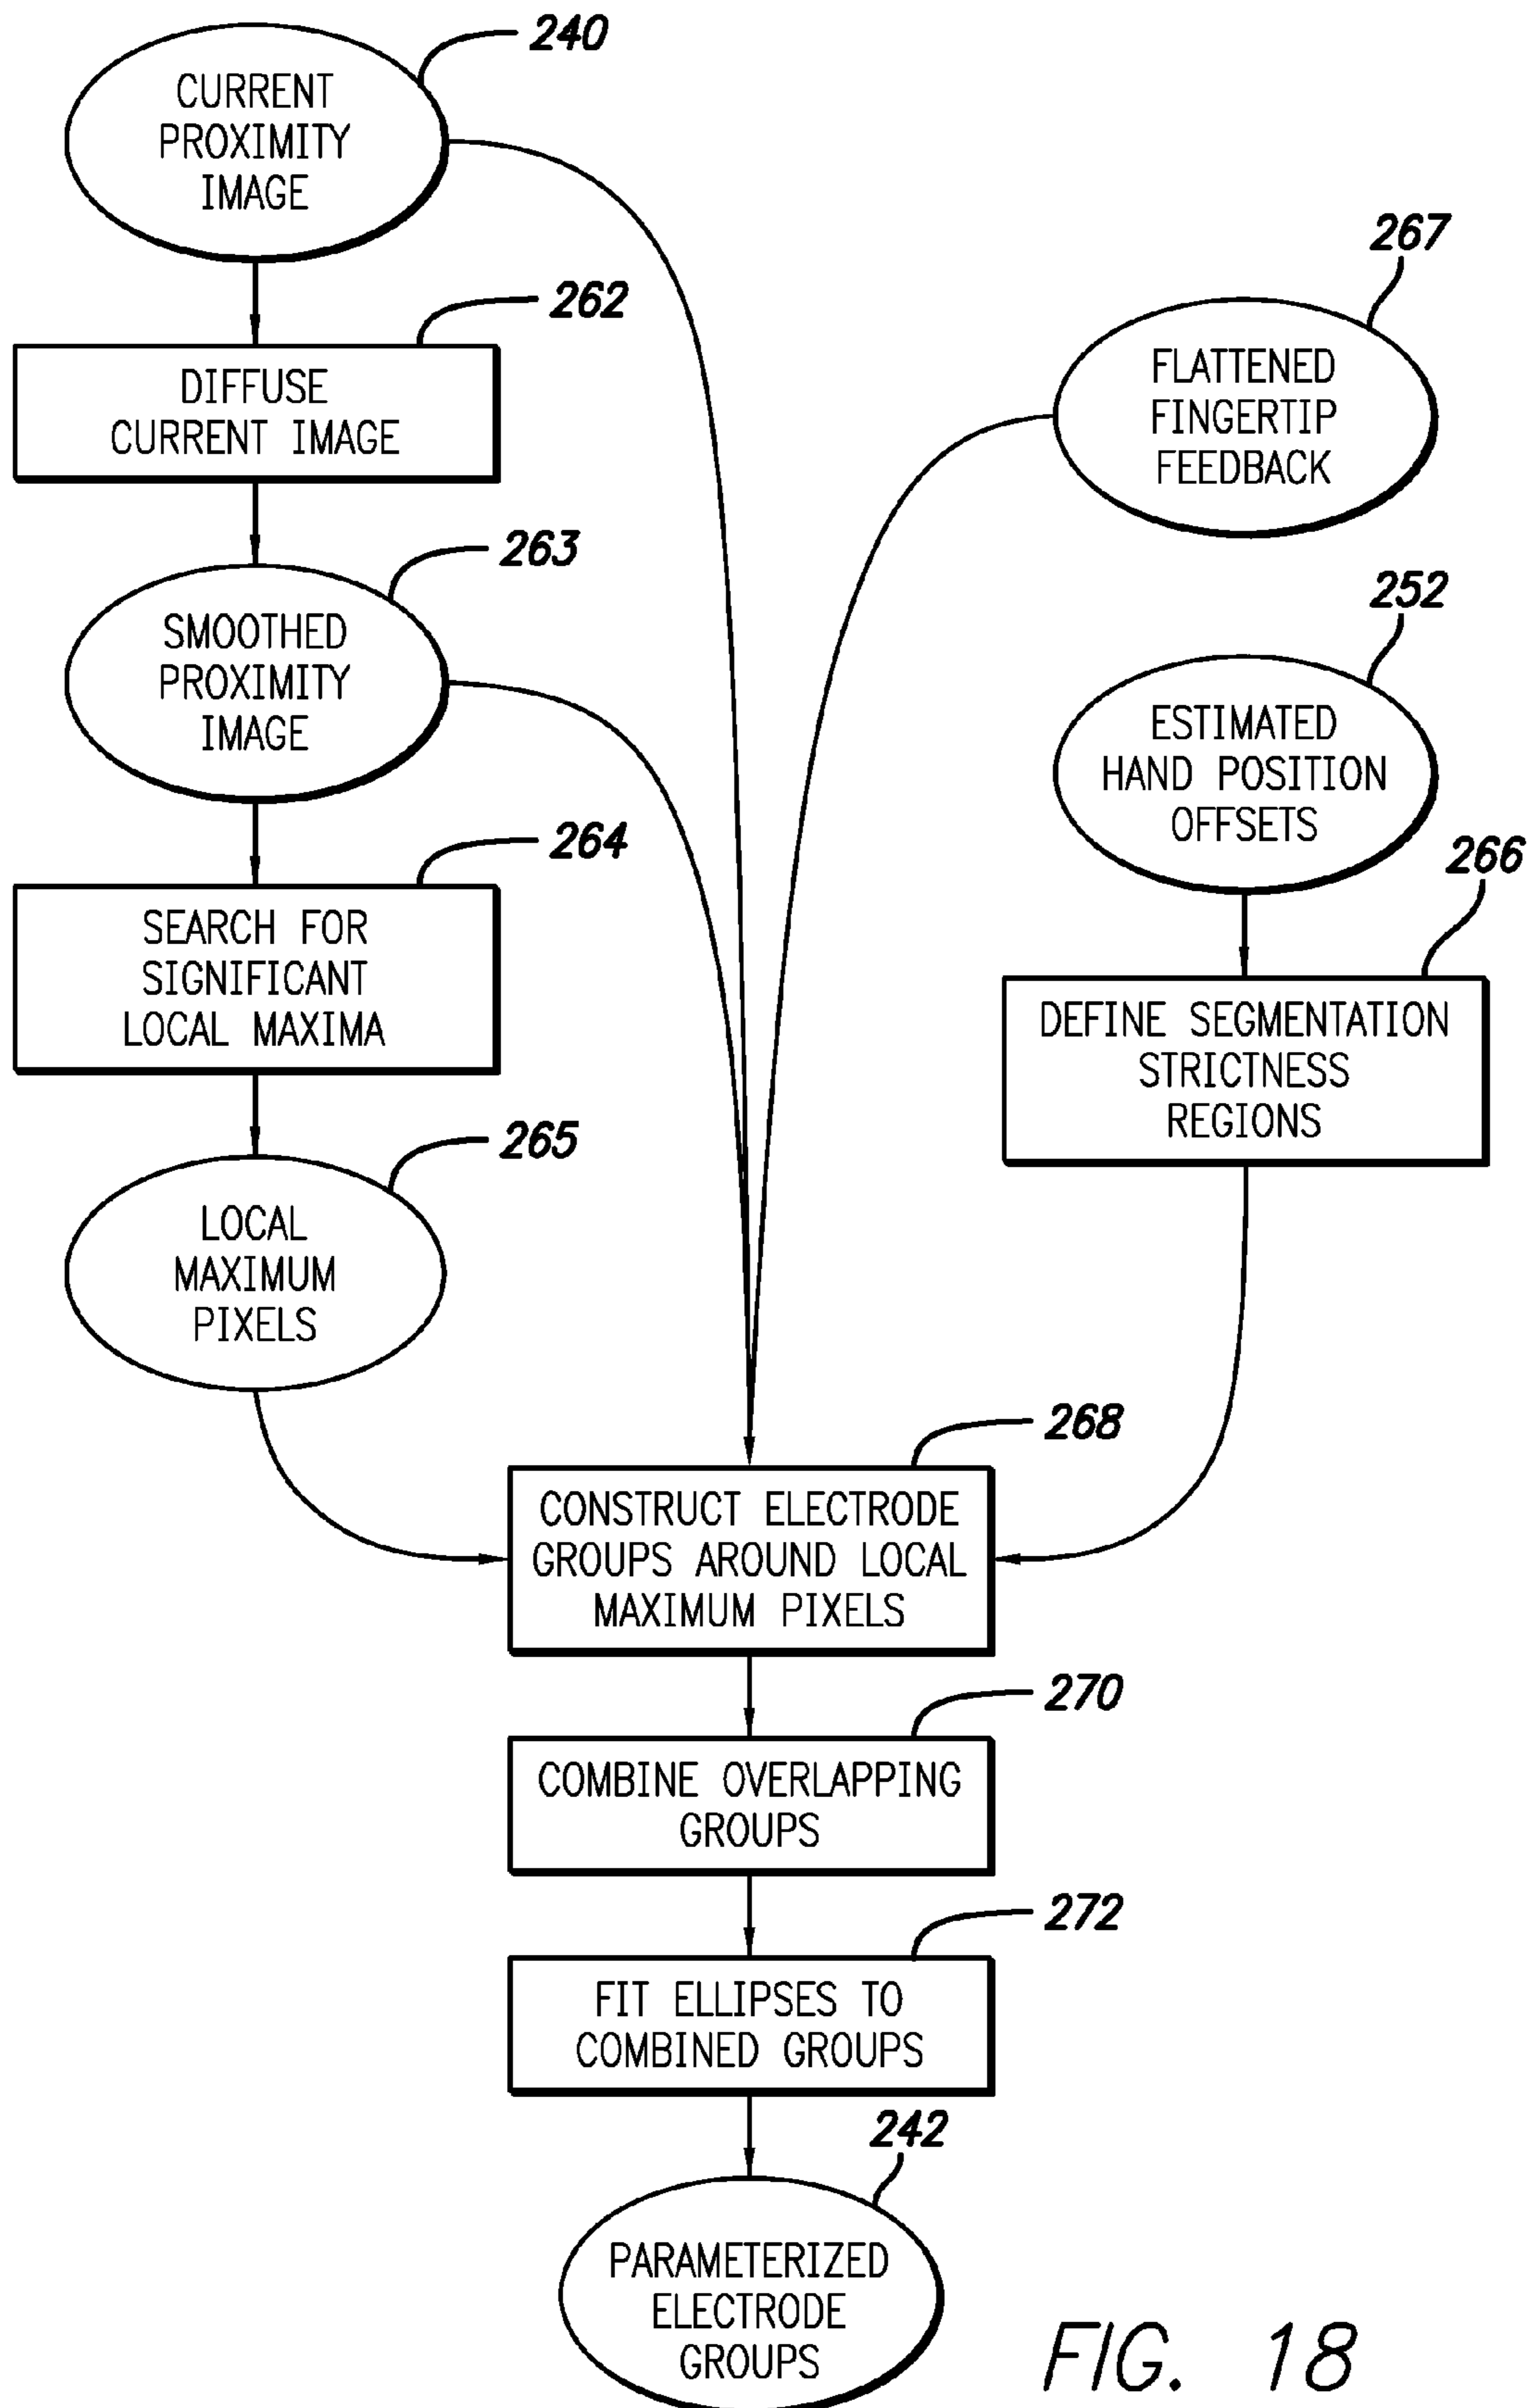 240
CURRENT
PROXIMITY
IMAGE
262
DIFFUSE
CURRENT IMAGE
263
SMOOTHED
PROXIMITY
IMAGE
264
SEARCH FOR
SIGNIFICANT
LOCAL MAXIMA
265
LOCAL
MAXIMUM
PIXELS
267
FLATTENED
FINGERTIP
FEEDBACK
252
ESTIMATED
HAND POSITION
OFFSETS
266
DEFINE SEGMENTATION
STRICTNESS
REGIONS
268
CONSTRUCT ELECTRODE
GROUPS AROUND LOCAL
MAXIMUM PIXELS
270
COMBINE OVERLAPPING
GROUPS
272
FIT ELLIPSES TO
COMBINED GROUPS
242
PARAMETERIZED
ELECTRODE
GROUPS
FIG. 18